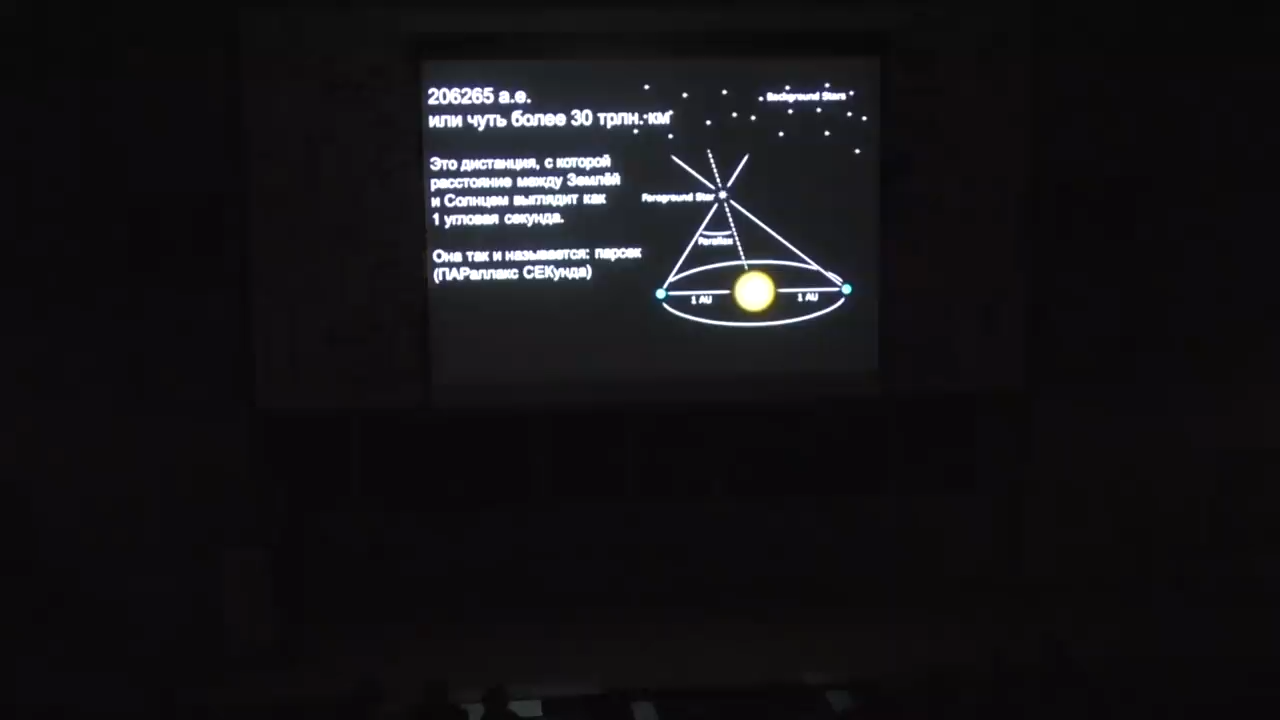 206265 а.е.
или чуть более 30 трлн. км
Это дистанция, с которой
расстояние между Землёй
и Солнцем выглядит как
1 угловая секунда.
Она так и называется: парсек
(ПАРаллакс СЕКунда)
Background Stars
Foreground Star
Parallax
1 AU
1 AU